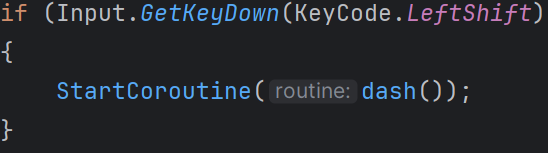 if (Input.GetKeyDown(KeyCode.LeftShift)
{
    StartCoroutine( routine: dash());
}